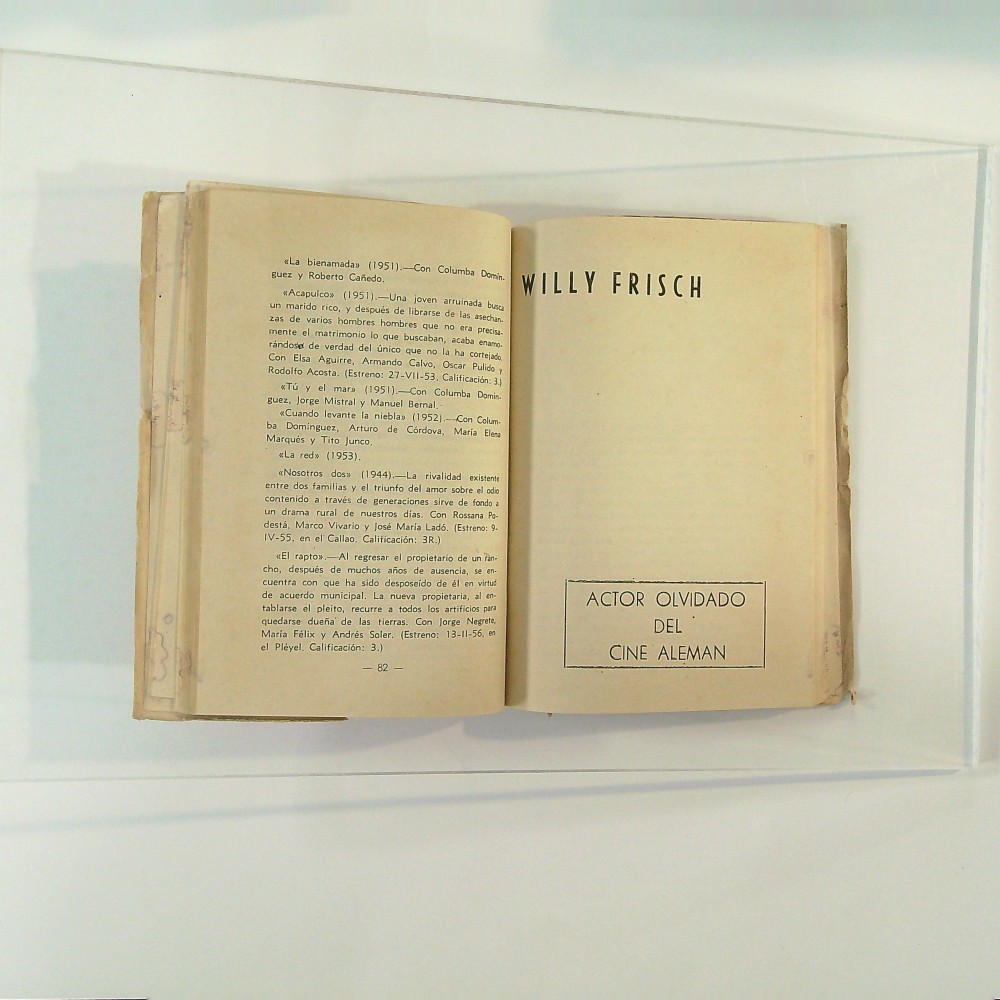 «La bienamada» (1951).—Con Columba Domín-
guez y Roberto Cañedo.
«Acapulco» (1951).—Una joven arruinada busca
un marido rico, y después de librarse de las asechan-
zas de varios hombres hombres que no era precisa-
mente el matrimonio lo que buscaban, acaba enamo-
rándose de verdad del único que no la ha cortejado.
Con Elsa Aguirre, Armando Calvo, Oscar Pulido y
Rodolfo Acosta. (Estreno: 27-VII-53. Calificación: 3.)
«Tú y el mar» (1951).—Con Columba Domín-
guez, Jorge Mistral y Manuel Bernal.
«Cuando levante la niebla» (1952).—Con Colum-
ba Domínguez, Arturo de Córdova, María Elena
Marqués y Tito Junco.
«La red» (1953).
«Nosotros dos» (1944).—La rivalidad existente
entre dos familias y el triunfo del amor sobre el odio
contenido a través de generaciones sirve de fondo a
un drama rural de nuestros días. Con Rossana Po-
destá, Marco Vivario y José María Ladó. (Estreno: 9-
IV-55, en el Callao. Calificación: 3R.)
«El rapto».—Al regresar el propietario de un ran-
cho, después de muchos años de ausencia, se en-
cuentra con que ha sido desposeído de él en virtud
de acuerdo municipal. La nueva propietaria, al en-
tablarse el pleito, recurre a todos los artificios para
quedarse dueña de las tierras. Con Jorge Negrete,
María Félix y Andrés Soler. (Estreno: 13-II-56, en
el Pléyel. Calificación: 3.)
— 82 —
WILLY FRISCH
ACTOR OLVIDADO
DEL
CINE ALEMAN